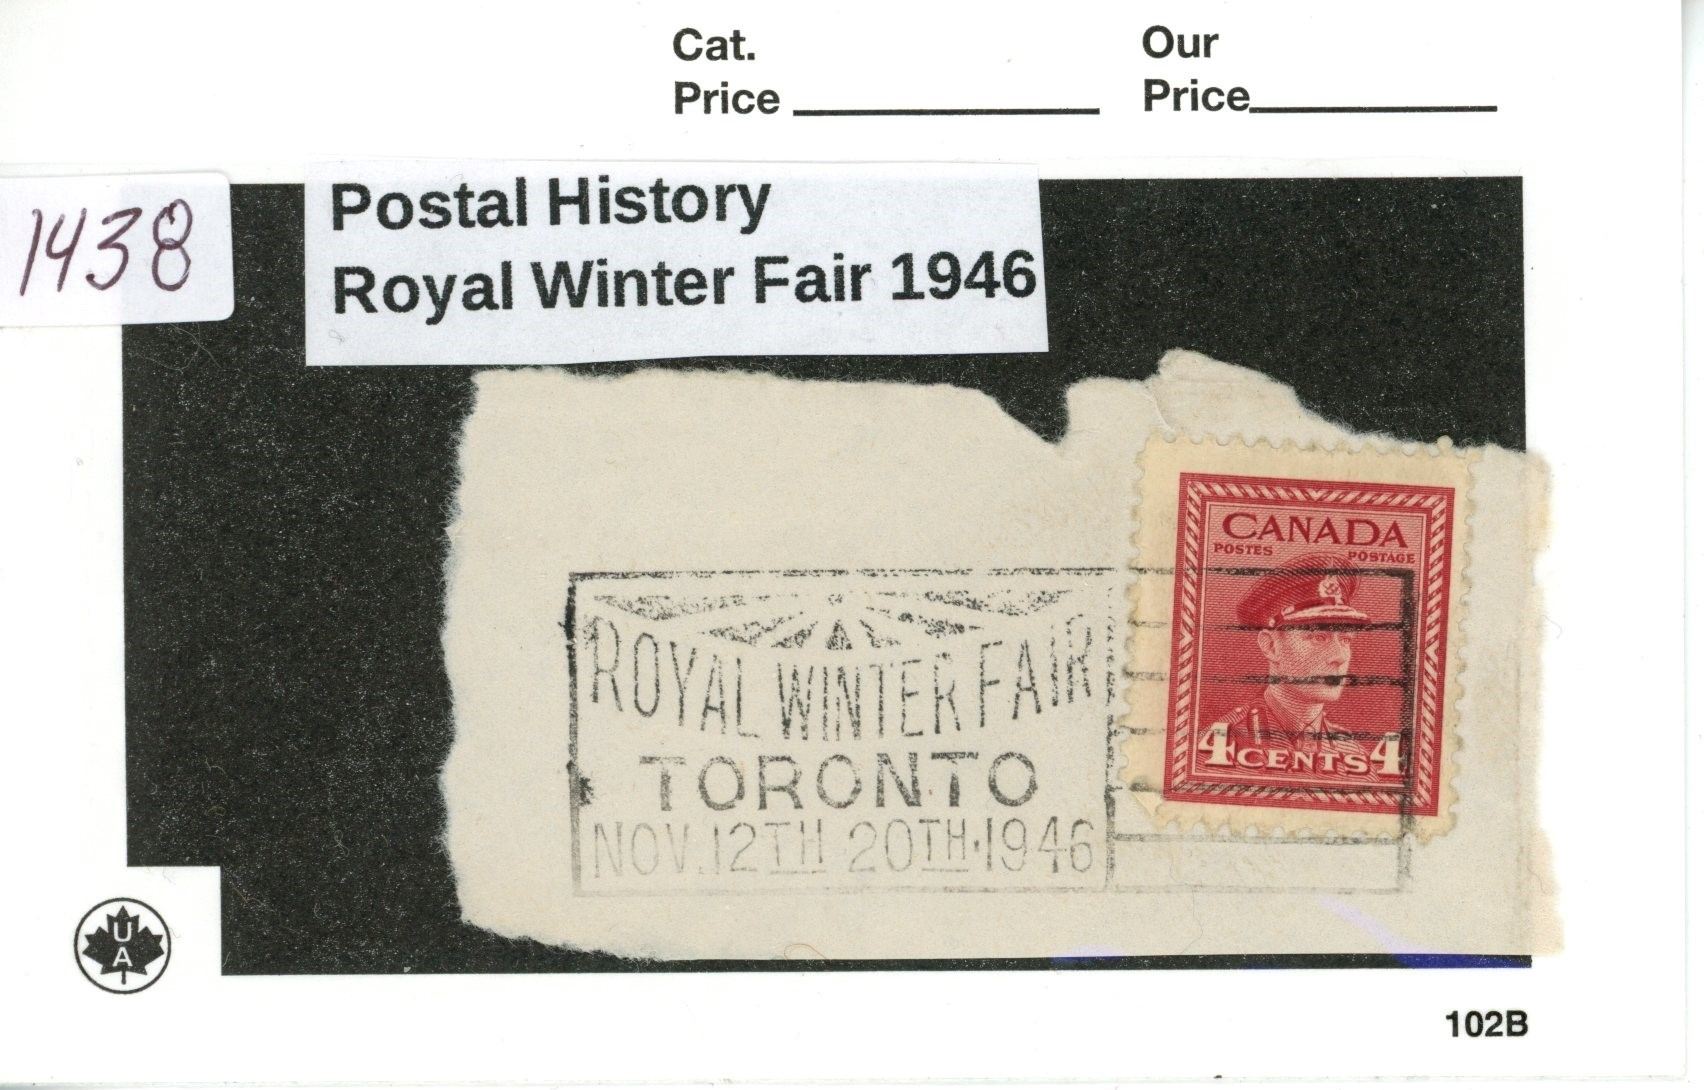 Cat.
Price
Our
Price
1438
Postal History
Royal Winter Fair 1946
CANADA
POSTES POSTAGE
4 CENTS 4
ROYAL WINTER FAIR
TORONTO
NOV. 12TH 20TH · 1946
UA
102B